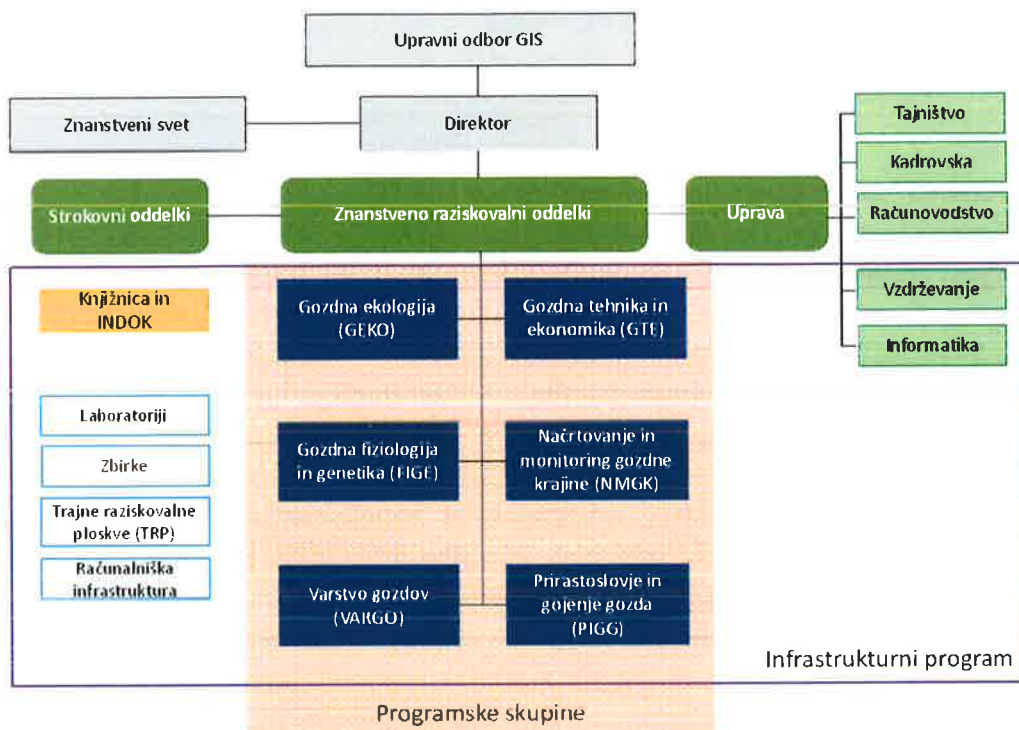 Upravni odbor GIS
Znanstveni svet
Direktor
Tajništvo
Kadrovska
Računovodstvo
Vzdrževanje
Informatika
Strokovni oddelki
Znanstveno raziskovalni oddelki
Uprava
Knjižnica in
INDOK
Laboratoriji
Zbirke
Trajne raziskovalne
ploskve (TRP)
Računalniška
infrastruktura
Gozdna ekologija
(GEKO)
Gozdna tehnika in
ekonomika (GTE)
Gozdna fiziologija
in genetika (FIGE)
Načrtovanje in
monitoring gozdne
krajine (NMGK)
Varstvo gozdov
(VARGO)
Prirastoslovje in
gojenje gozda
(PIGG)
Infrastrukturni program
Programske skupine